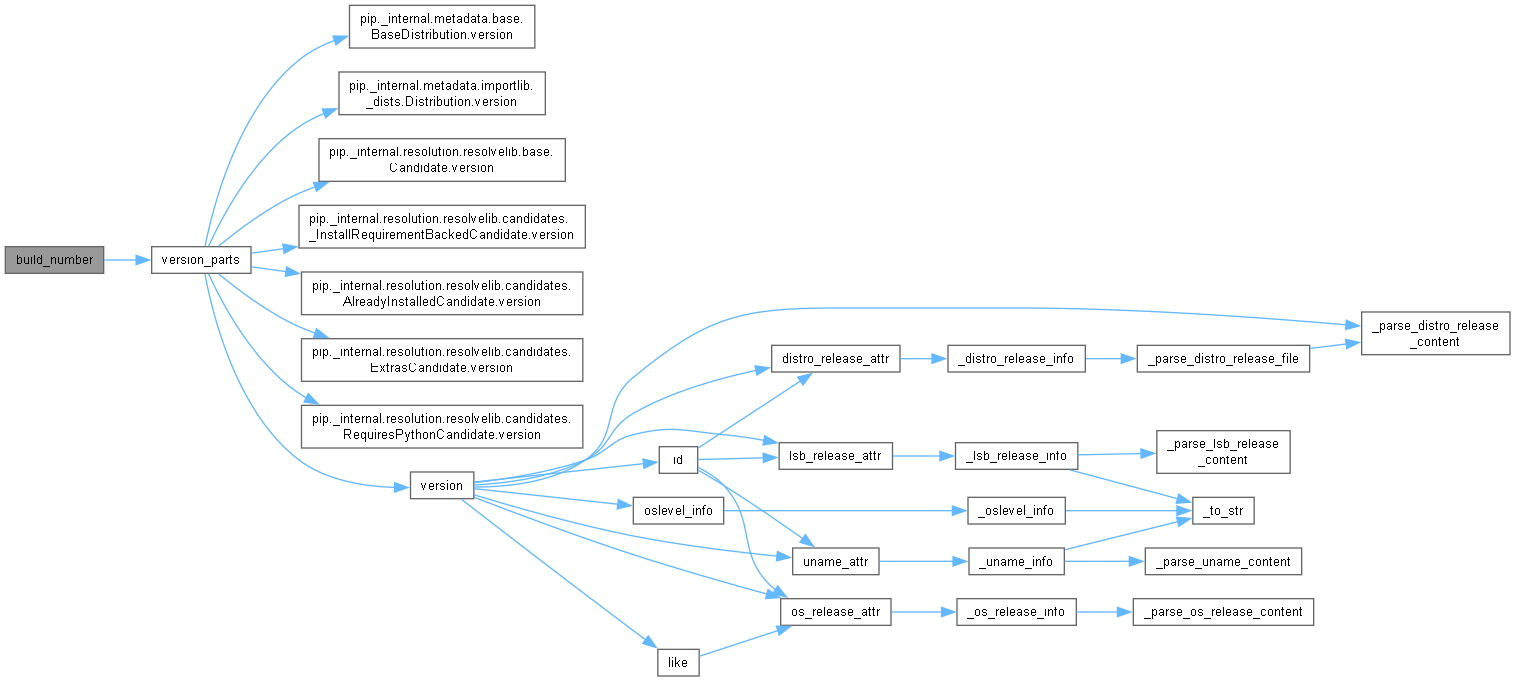 pip._internal.metadata.base.
BaseDistribution.version
pip._internal.metadata.importlib.
_dists.Distribution.version
pip._internal.resolution.resolvelib.base.
Candidate.version
pip._internal.resolution.resolvelib.candidates.
_InstallRequirementBackedCandidate.version
build_number
version_parts
pip._internal.resolution.resolvelib.candidates.
AlreadyInstalledCandidate.version
pip._internal.resolution.resolvelib.candidates.
ExtrasCandidate.version
pip._internal.resolution.resolvelib.candidates.
RequiresPythonCandidate.version
version
_parse_distro_release
_content
distro_release_attr
_distro_release_info
_parse_distro_release_file
id
lsb_release_attr
_lsb_release_info
_parse_lsb_release
_content
oslevel_info
_oslevel_info
_to_str
uname_attr
_uname_info
_parse_uname_content
os_release_attr
_os_release_info
_parse_os_release_content
like